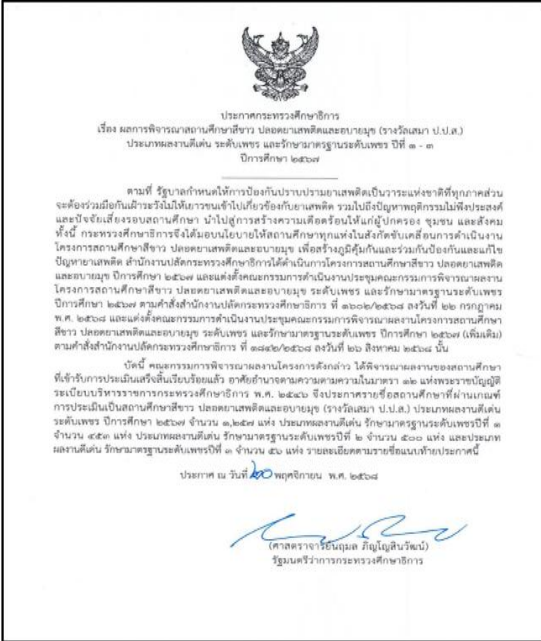 ประกาศกระทรวงศึกษาธิการ
เรื่อง ผลการพิจารณาสถานศึกษาสีขาว ปลอดยาเสพติดและอบายมุข (รางวัลเสมา ป.ป.ส.)
ประเภทผลงานดีเด่น ระดับเพชร และรักษามาตรฐานระดับเพชร ปีที่ ๑ - ๓
ปีการศึกษา ๒๕๖๗
ตามที่ รัฐบาลกำหนดให้การป้องกันปราบปรามยาเสพติดเป็นวาระแห่งชาติที่ทุกภาคส่วน
จะต้องร่วมมือกันเฝ้าระวังไม่ให้เยาวชนเข้าไปเกี่ยวข้องกับยาเสพติด รวมไปถึงปัญหาพฤติกรรมไม่พึงประสงค์
และปัจจัยเสี่ยงรอบสถานศึกษา นำไปสู่การสร้างความเดือดร้อนให้แก่ผู้ปกครอง ชุมชน และสังคม
ทั้งนี้ กระทรวงศึกษาธิการจึงได้มอบนโยบายให้สถานศึกษาทุกแห่งในสังกัดขับเคลื่อนการดำเนินงาน
โครงการสถานศึกษาสีขาว ปลอดยาเสพติดและอบายมุข เพื่อสร้างภูมิคุ้มกันและร่วมกันป้องกันและแก้ไข
ปัญหายาเสพติด สำนักงานปลัดกระทรวงศึกษาธิการได้ดำเนินการโครงการสถานศึกษาสีขาว ปลอดยาเสพติด
และอบายมุข ปีการศึกษา ๒๕๖๗ และแต่งตั้งคณะกรรมการดำเนินงานประชุมคณะกรรมการพิจารณาผลงาน
โครงการสถานศึกษาสีขาว ปลอดยาเสพติดและอบายมุข ระดับเพชร และรักษามาตรฐานระดับเพชร
ปีการศึกษา ๒๕๖๗ ตามคำสั่งสำนักงานปลัดกระทรวงศึกษาธิการ ที่ ๑๖๐๒/๒๕๖๘ ลงวันที่ ๒๒ กรกฎาคม
พ.ศ. ๒๕๖๘ และแต่งตั้งคณะกรรมการดำเนินงานประชุมคณะกรรมการพิจารณาผลงานโครงการสถานศึกษา
สีขาว ปลอดยาเสพติดและอบายมุข ระดับเพชร และรักษามาตรฐานระดับเพชร ปีการศึกษา ๒๕๖๗ (เพิ่มเติม)
ตามคำสั่งสำนักงานปลัดกระทรวงศึกษาธิการ ที่ ๑๘๔๒/๒๕๖๘ ลงวันที่ ๒๖ สิงหาคม ๒๕๖๘ นั้น
บัดนี้ คณะกรรมการพิจารณาผลงานโครงการดังกล่าว ได้พิจารณาผลงานของสถานศึกษา
ที่เข้ารับการประเมินเสร็จสิ้นเรียบร้อยแล้ว อาศัยอำนาจตามความตามความในมาตรา ๑๒ แห่งพระราชบัญญัติ
ระเบียบบริหารราชการกระทรวงศึกษาธิการ พ.ศ. ๒๕๔๖ จึงประกาศรายชื่อสถานศึกษาที่ผ่านเกณฑ์
การประเมินเป็นสถานศึกษาสีขาว ปลอดยาเสพติดและอบายมุข (รางวัลเสมา ป.ป.ส.) ประเภทผลงานดีเด่น
ระดับเพชร ปีการศึกษา ๒๕๖๗ จำนวน ๑,๒๕๗ แห่ง ประเภทผลงานดีเด่น รักษามาตรฐานระดับเพชรปีที่ ๑
จำนวน ๔๕๓ แห่ง ประเภทผลงานดีเด่น รักษามาตรฐานระดับเพชรปีที่ ๒ จำนวน ๕๐๐ แห่ง และประเภท
ผลงานดีเด่น รักษามาตรฐานระดับเพชรปีที่ ๓ จำนวน ๕๖ แห่ง รายละเอียดตามรายชื่อแนบท้ายประกาศนี้
ประกาศ ณ วันที่ ๒๐ พฤศจิกายน พ.ศ. ๒๕๖๘
(ศาสตราจารย์นฤมล ภิญโญสินวัฒน์)
รัฐมนตรีว่าการกระทรวงศึกษาธิการ